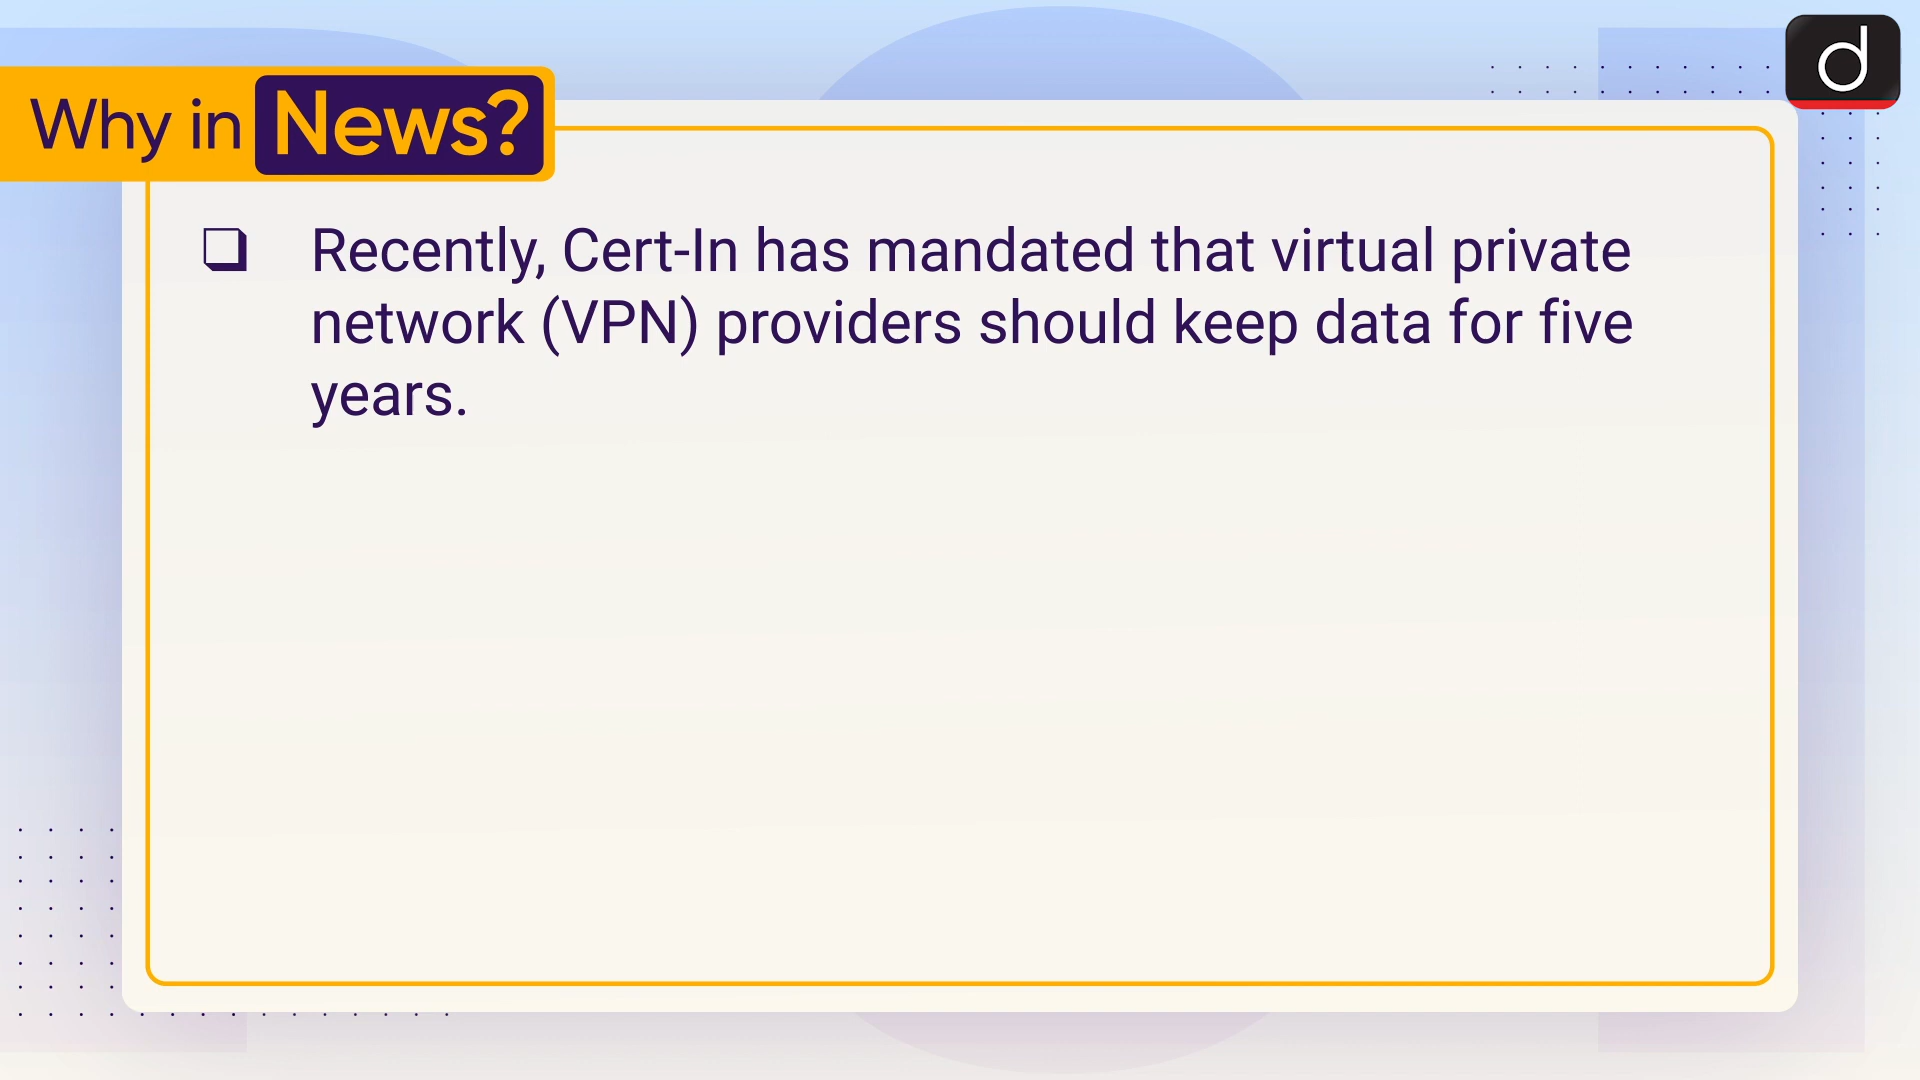 Why in News?
Recently, Cert-In has mandated that virtual private
network (VPN) providers should keep data for five
years.
d